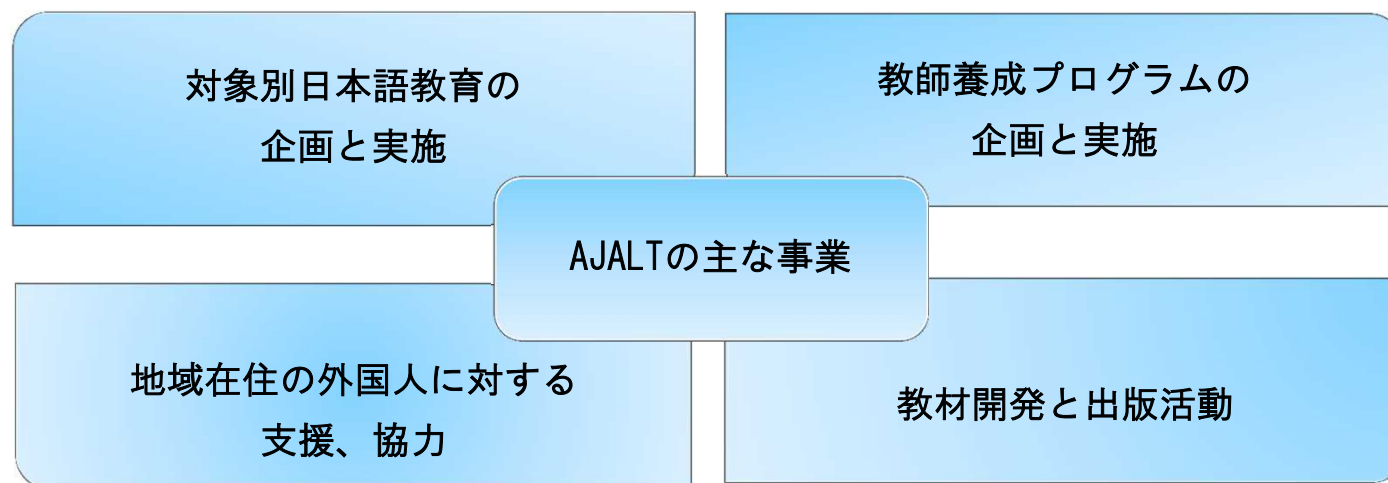 対象別日本語教育の
企画と実施
教師養成プログラムの
企画と実施
AJALTの主な事業
地域在住の外国人に対する
支援、協力
教材開発と出版活動